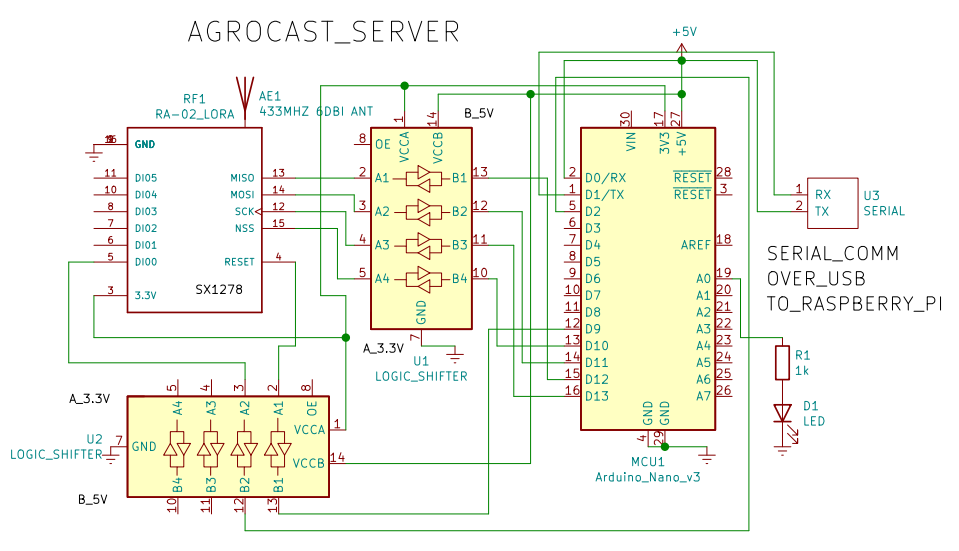 AGROCAST_SERVER
+5V
RF1
RA-02_LORA
AE1
433MHZ 6DBI ANT
B_5V
1
14
30
17
27
GND
8
OE
VCCA
VCCB
VIN
3V3
+5V
11
DIO5
MISO
13
2
A1
B1
13
2
D0/RX
RESET
28
10
DIO4
MOSI
14
1
D1/TX
RESET
3
1
RX
U3
9
DIO3
SCK
12
3
A2
B2
12
5
D2
2
TX
SERIAL
7
DIO2
NSS
15
6
D3
6
DIO1
4
A3
B3
11
7
D4
AREF
18
5
DIO0
RESET
4
8
D5
SERIAL_COMM
5
A4
B4
10
9
D6
A0
19
OVER_USB
3
3.3V
SX1278
10
D7
A1
20
TO_RASPBERRY_PI
GND
11
D8
A2
21
12
D9
A3
22
7
A_3.3V
13
D10
A4
23
U1
LOGIC_SHIFTER
14
D11
A5
24
R1
1k
15
D12
A6
25
5
4
3
2
8
16
D13
A7
26
A_3.3V
A4
A3
A2
A1
OE
GND
GND
D1
LED
VCCA
1
4
29
U2
LOGIC_SHIFTER
7
GND
VCCB
14
MCU1
Arduino_Nano_v3
B4
B3
B2
B1
B_5V
10
11
12
13